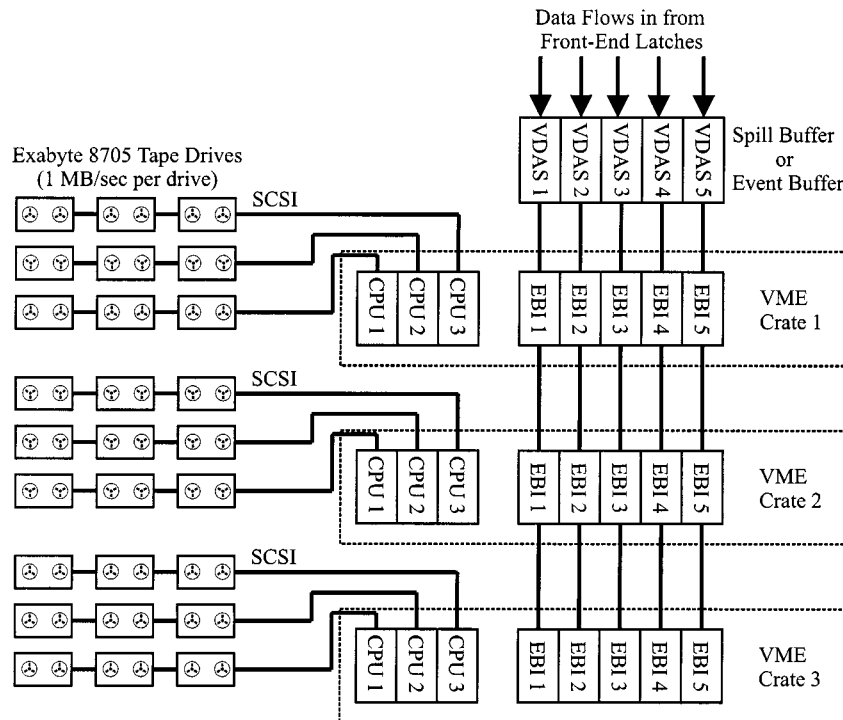 Data Flows in from
Front-End Latches
VDAS 1
VDAS 2
VDAS 3
VDAS 4
VDAS 5
Spill Buffer
or
Event Buffer
Exabyte 8705 Tape Drives
(1 MB/sec per drive)
SCSI
CPU 1
CPU 2
CPU 3
EBI 1
EBI 2
EBI 3
EBI 4
EBI 5
VME
Crate 1
SCSI
CPU 1
CPU 2
CPU 3
EBI 1
EBI 2
EBI 3
EBI 4
EBI 5
VME
Crate 2
SCSI
CPU 1
CPU 2
CPU 3
EBI 1
EBI 2
EBI 3
EBI 4
EBI 5
VME
Crate 3